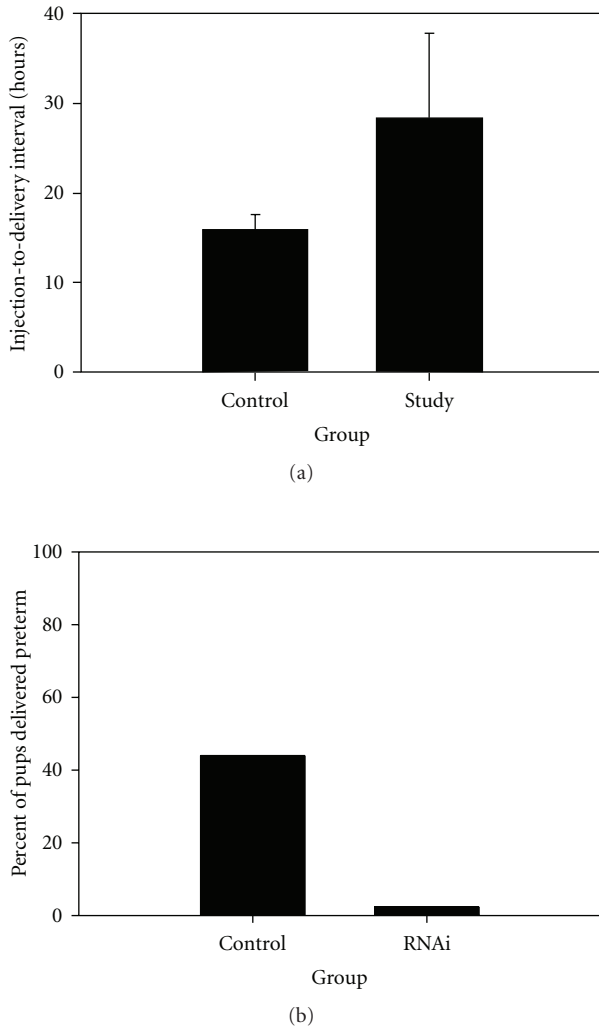 Injection-to-delivery interval (hours)
40
30
20
10
0
Control Study
Group
(a)
Percent of pups delivered preterm
100
80
60
40
20
0
Control RNAi
Group
(b)